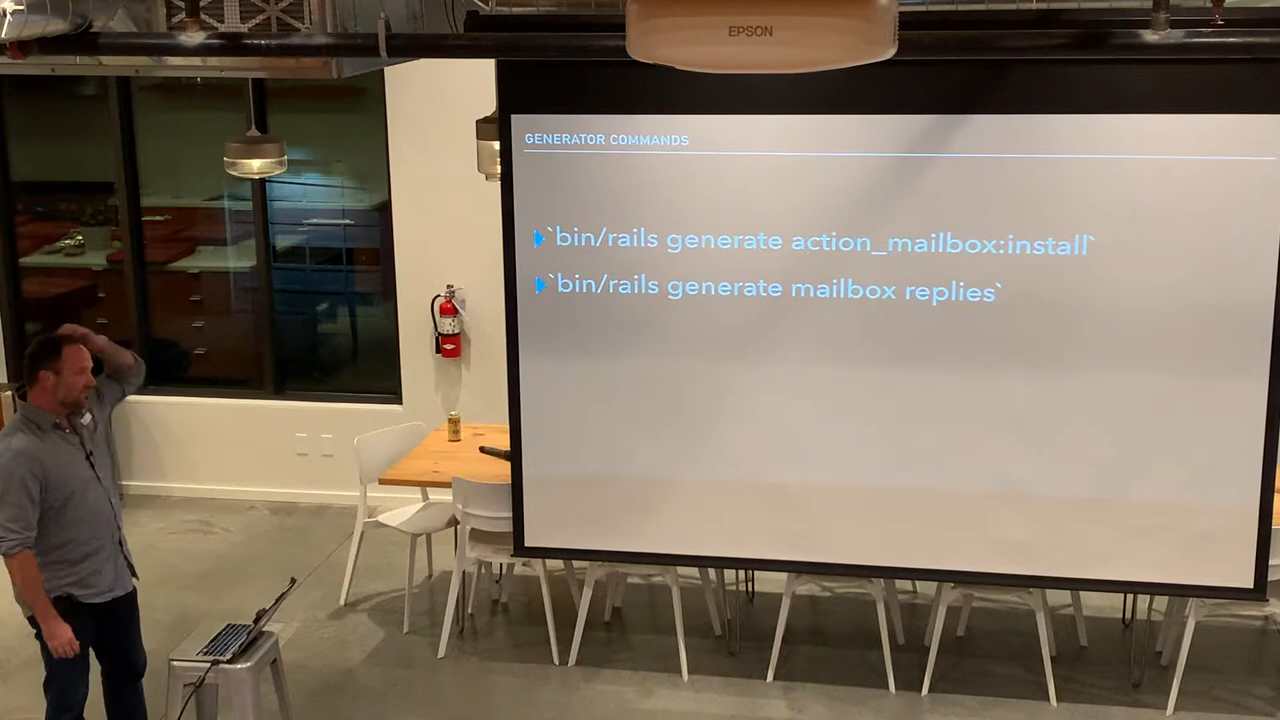 EPSON
GENERATOR COMMANDS
`bin/rails generate action_mailbox:install`
`bin/rails generate mailbox replies`